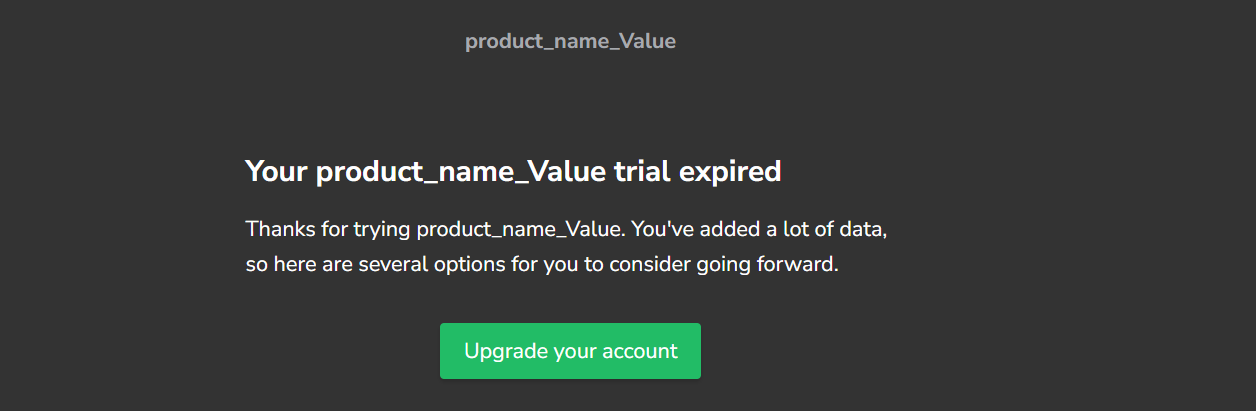 product_name_Value
Your product_name_Value trial expired
Thanks for trying product_name_Value. You've added a lot of data,
so here are several options for you to consider going forward.
Upgrade your account